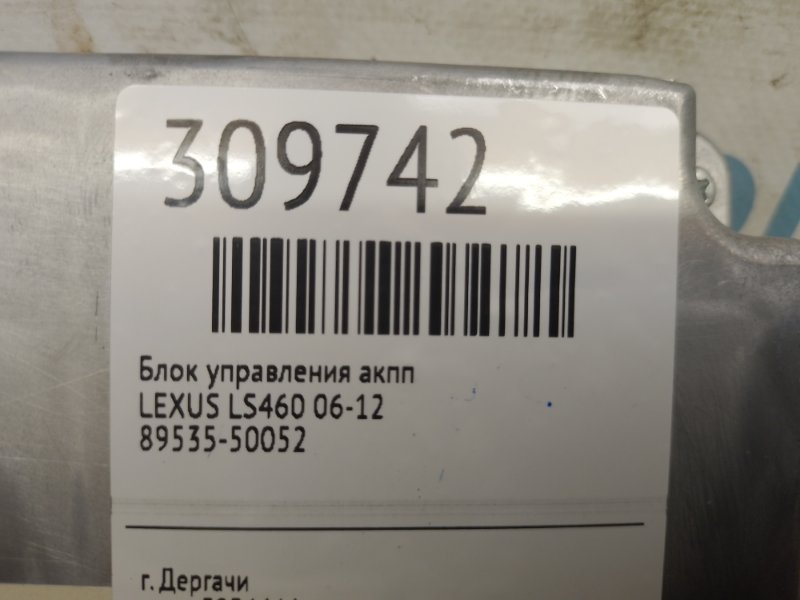 309742
Блок управления акпп
LEXUS LS460 06-12
89535-50052
г. Дергачи